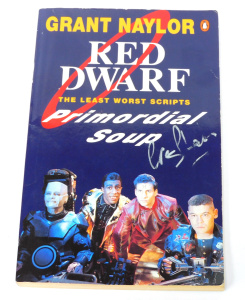 GRANT NAYLOR
RED
DWARF
THE LEAST WORST SCRIPTS
Primordial
Soup